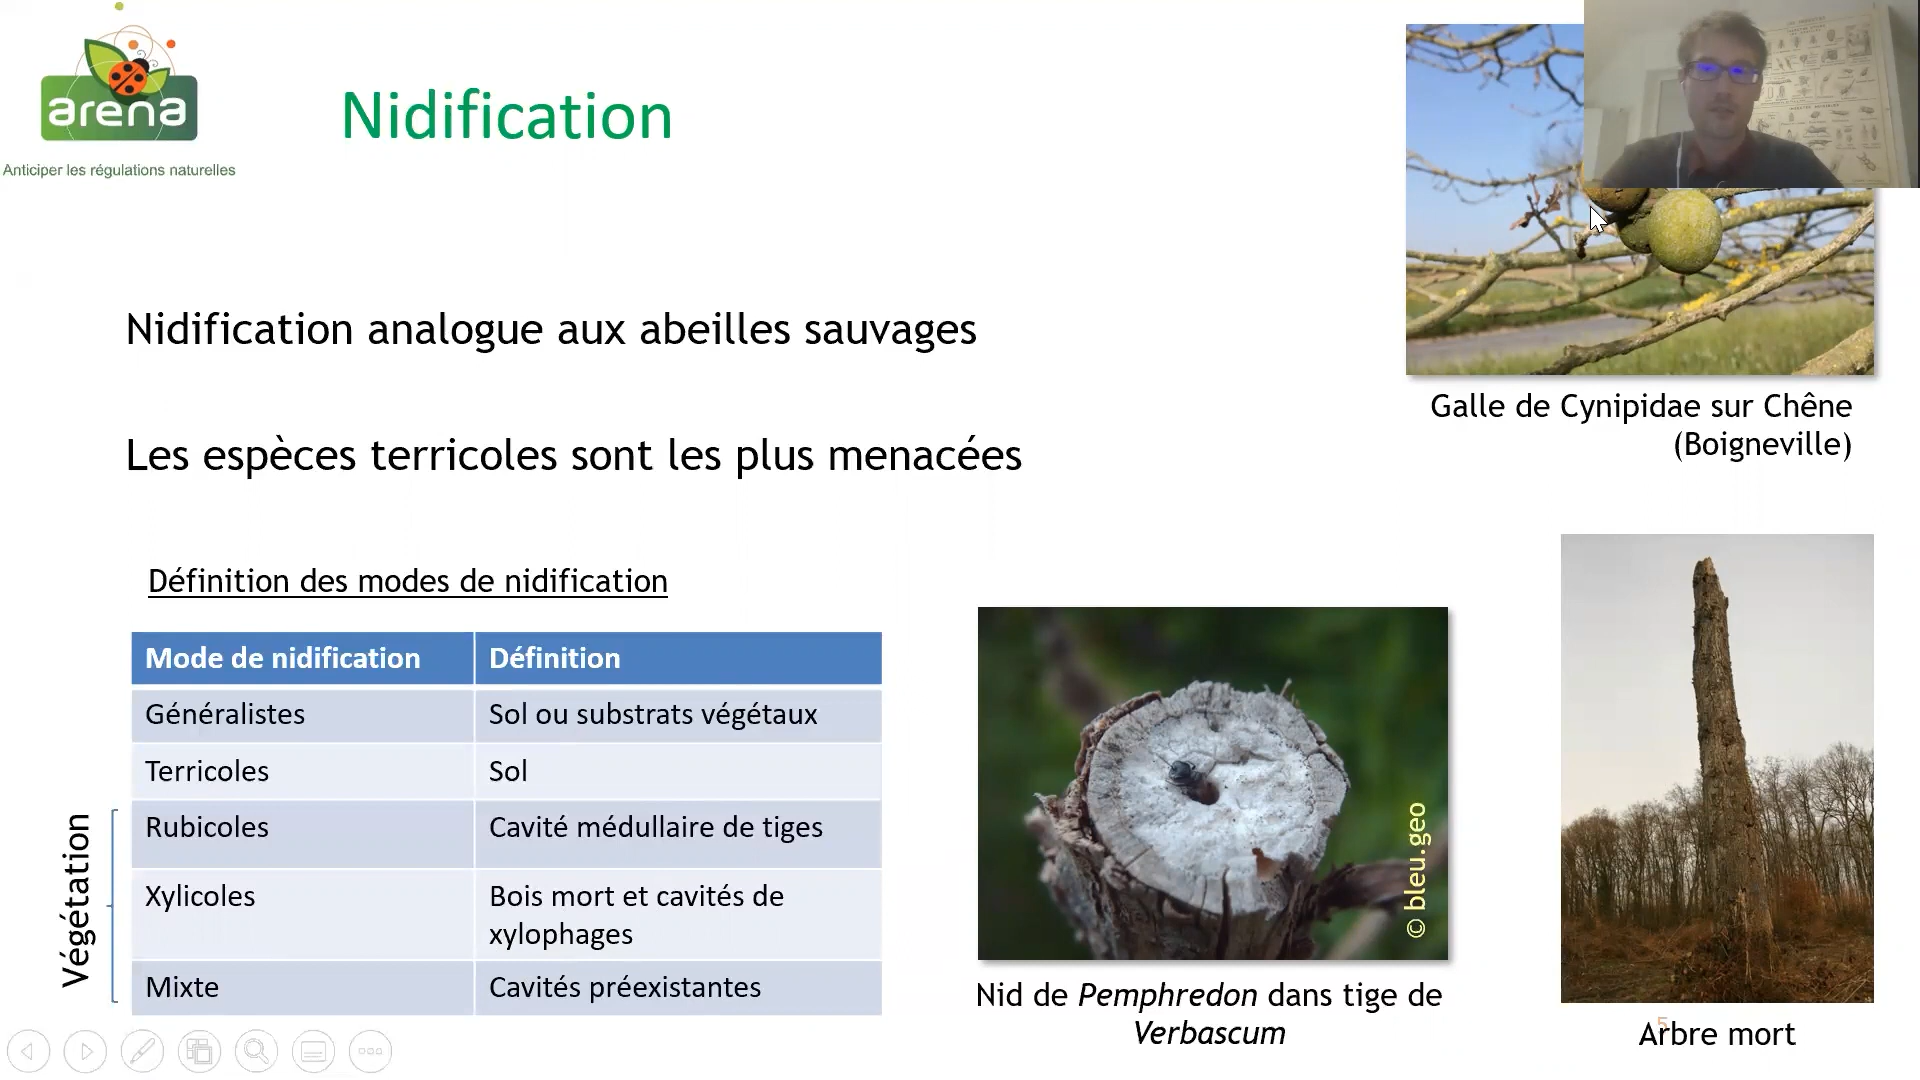 arena
Anticiper les régulations naturelles
Nidification
Nidification analogue aux abeilles sauvages
Les espèces terricoles sont les plus menacées
Galle de Cynipidae sur Chêne
(Boigneville)
Définition des modes de nidification
Mode de nidification Définition
Généralistes Sol ou substrats végétaux
Terricoles Sol
Végétation
Rubicoles Cavité médullaire de tiges
Xylicoles Bois mort et cavités de
xylophages
Mixte Cavités préexistantes
© bleu.geo
Nid de Pemphredon dans tige de
Verbascum
5
Arbre mort